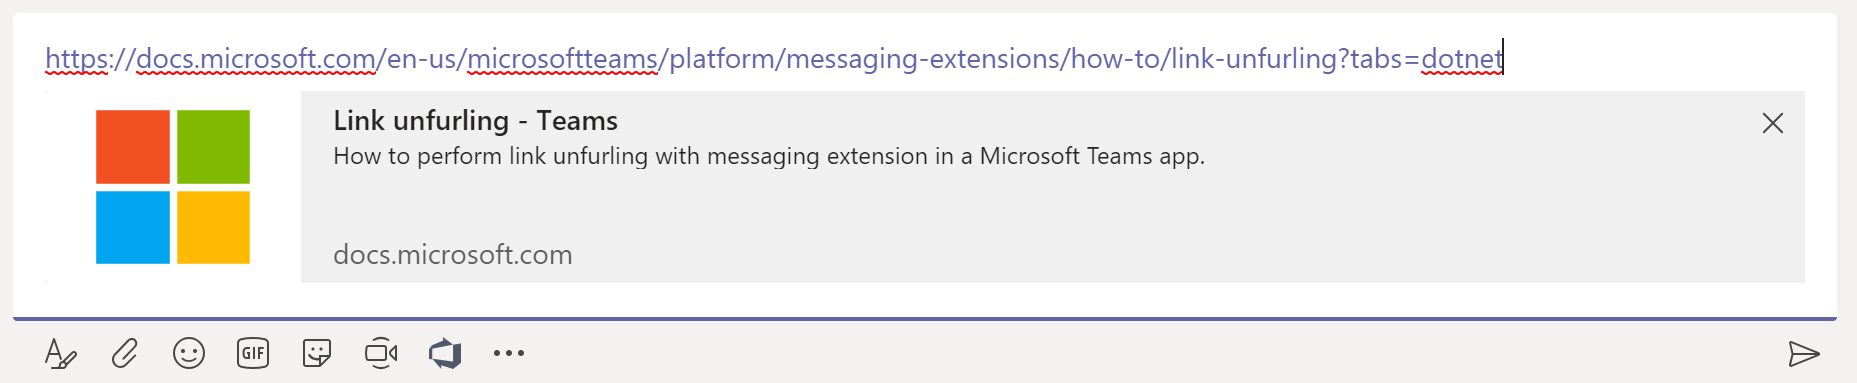 https://docs.microsoft.com/en-us/microsoftteams/platform/messaging-extensions/how-to/link-unfurling?tabs=dotnet
Link unfurling - Teams
How to perform link unfurling with messaging extension in a Microsoft Teams app.
docs.microsoft.com
GIF